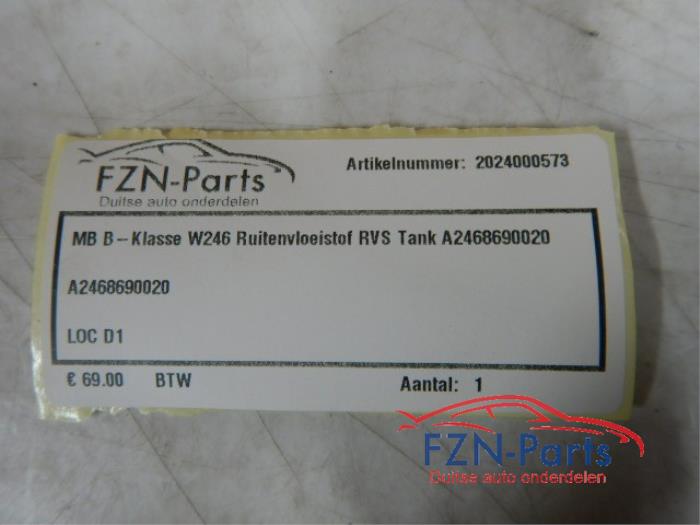 FZN-Parts
Duitse auto onderdelen
Artikelnummer: 2024000573
MB B-Klasse W246 Ruitenvloeistof RVS Tank A2468690020
A2468690020
LOC D1
€ 69.00 BTW Aantal: 1
FZN-Parts
Duitse auto onderdelen